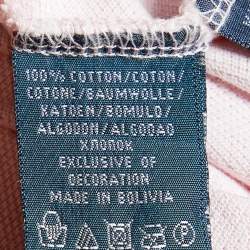 100% COTTON/COTON/
COTONE/BAUMWOLLE/
KATOEN/BOMULD/
ALGODON/ALGODAO
ХЛОПОК
EXCLUSIVE OF
DECORATION
MADE IN BOLIVIA